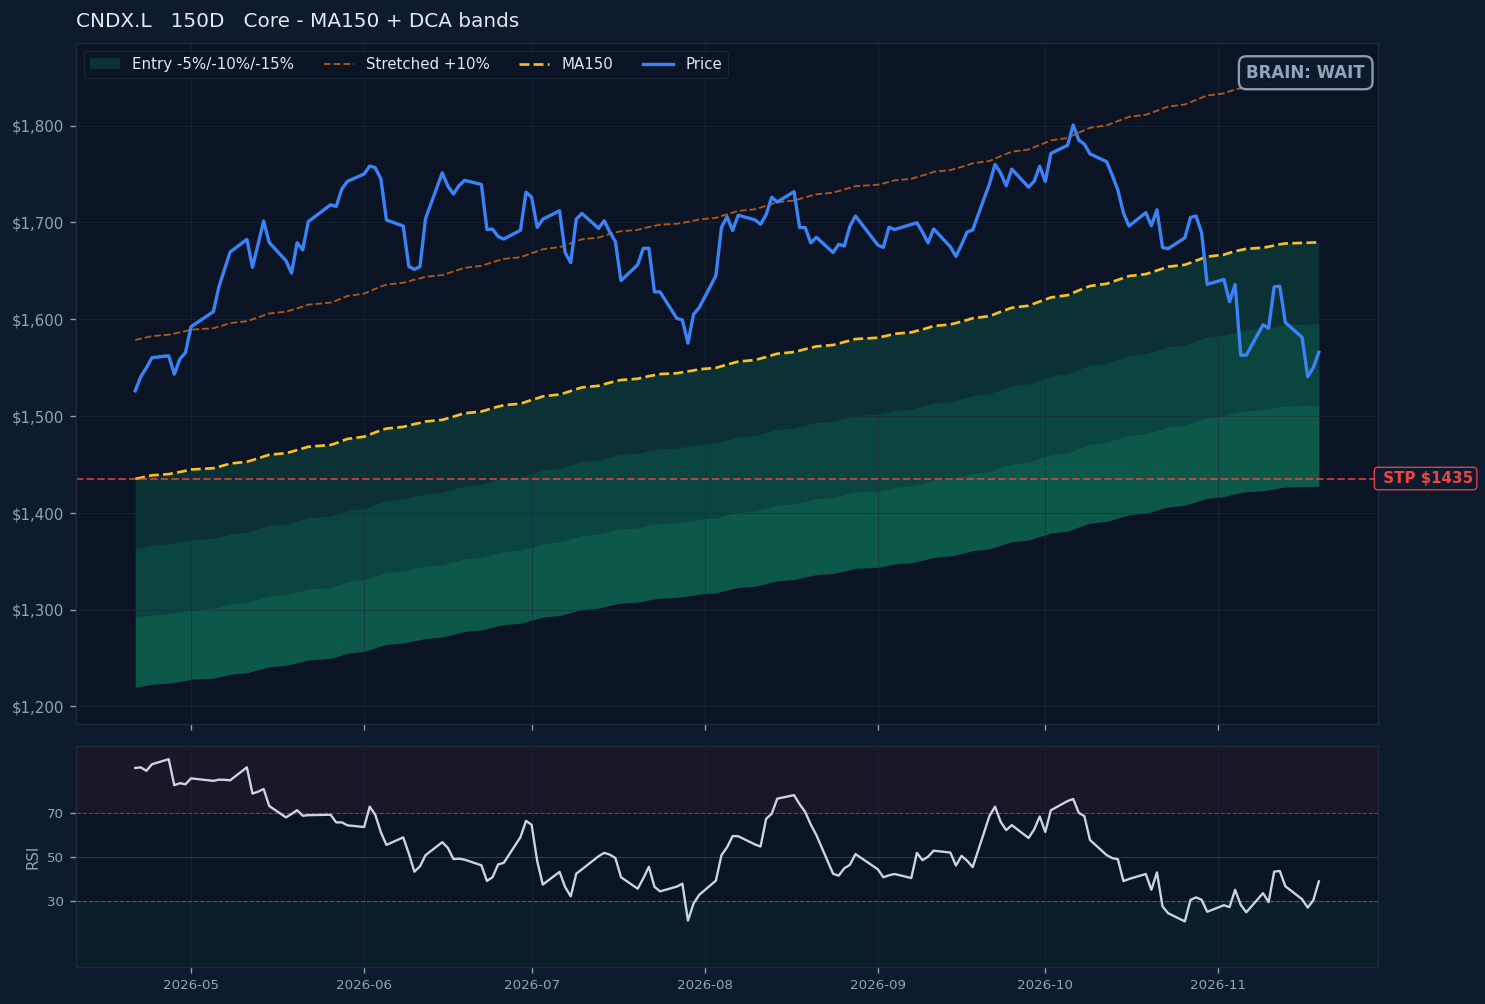 CNDX.L   150D   Core - MA150 + DCA bands
Entry -5%/-10%/-15%
Stretched +10%
MA150
Price
BRAIN: WAIT
$1,800
$1,700
$1,600
$1,500
STP $1435
$1,400
$1,300
$1,200
70
50
30
RSI
2026-05
2026-06
2026-07
2026-08
2026-09
2026-10
2026-11